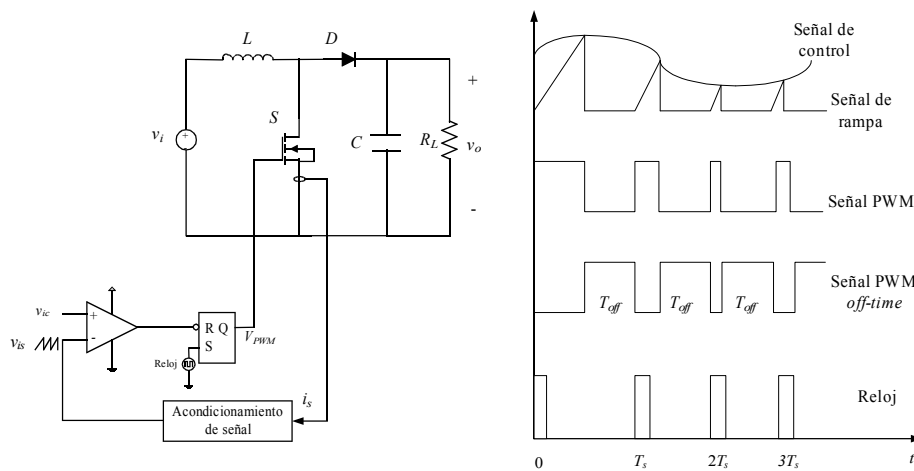 L
D
S
v_i
C
R_L
+
v_o
-
+
v_ic
+
-
v_is
R Q
S
V_PWM
Reloj
i_s
Acondicionamiento
de señal
t
Señal de
control
Señal de
rampa
Señal PWM
Señal PWM
off-time
T_off
T_off
T_off
Reloj
0
T_s
2T_s
3T_s
t